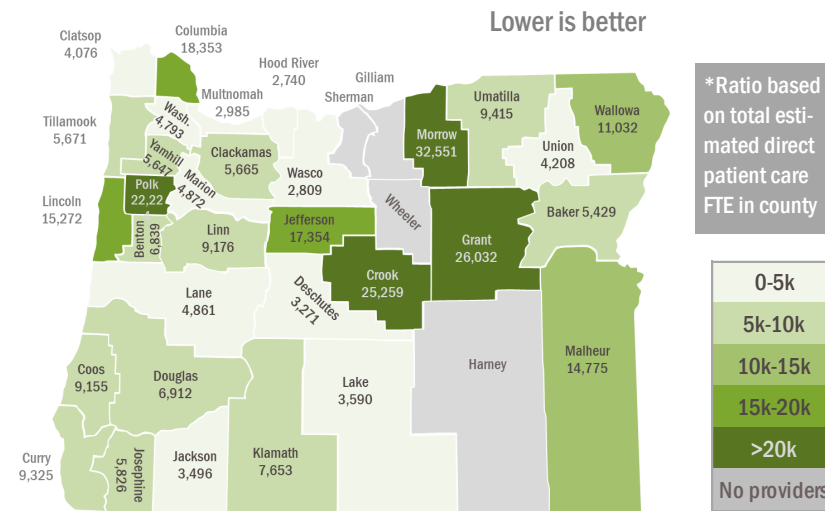 Lower is better
Clatsop
4,076
Columbia
18,353
Hood River
2,740
Multnomah
2,985
Sherman
Gilliam
Tillamook
5,671
Wash.
4,793
Yamhill
5,647
Clackamas
5,665
Marion
4,872
Wasco
2,809
Morrow
32,551
Umatilla
9,415
Union
4,208
Wallowa
11,032
Lincoln
15,272
Polk
22,22
Benton
6,839
Linn
9,176
Jefferson
17,354
Wheeler
Grant
26,032
Baker 5,429
Crook
25,259
Deschutes
3,271
Lane
4,861
Coos
9,155
Douglas
6,912
Lake
3,590
Harney
Malheur
14,775
Curry
9,325
Josephine
5,826
Jackson
3,496
Klamath
7,653
*Ratio based
on total esti-
mated direct
patient care
FTE in county
0-5k
5k-10k
10k-15k
15k-20k
>20k
No providers